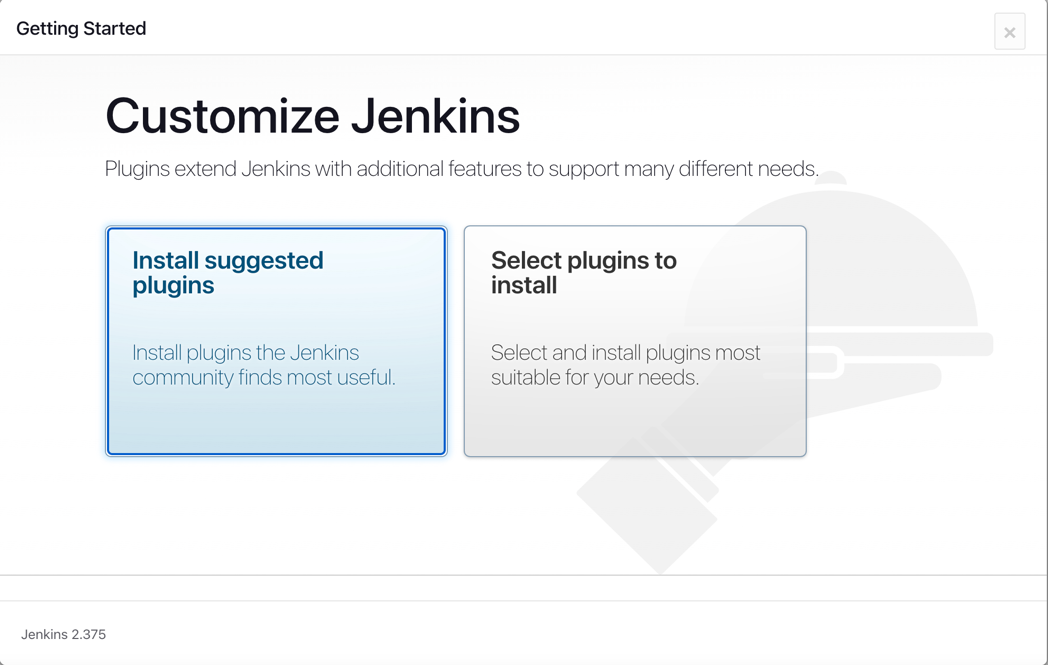 Getting Started
×
Customize Jenkins
Plugins extend Jenkins with additional features to support many different needs.
Install suggested
plugins
Install plugins the Jenkins
community finds most useful.
Select plugins to
install
Select and install plugins most
suitable for your needs.
Jenkins 2.375